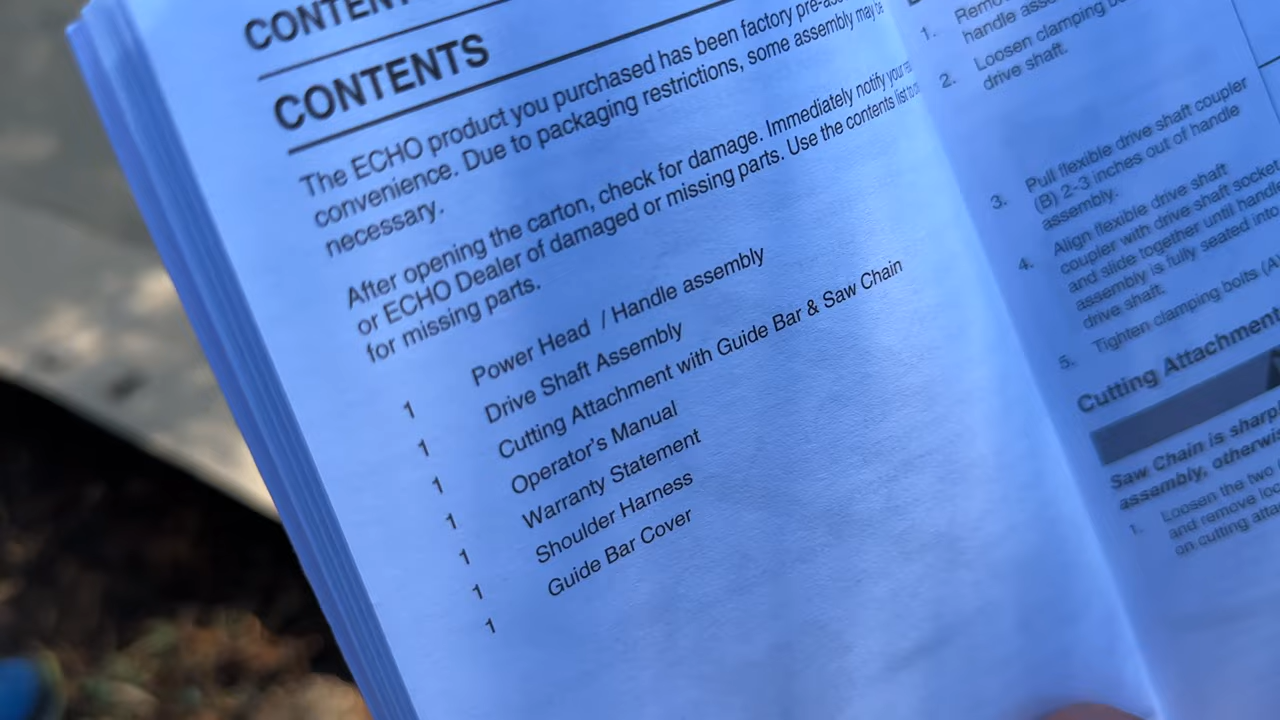 CONTENT
CONTENTS
The ECHO product you purchased has been factory
convenience. Due to packaging restrictions, some assembly may be
necessary.
After opening the carton, check for damage. Immediately notify your
or ECHO Dealer of damaged or missing parts. Use the contents list to
for missing parts.
1 Power Head / Handle assembly
1 Drive Shaft Assembly
1 Cutting Attachment with Guide Bar & Saw Chain
1 Operator's Manual
1 Warranty Statement
1 Shoulder Harness
1 Guide Bar Cover
1. Remo
handle asse
2. Loosen clamping bo
drive shaft.
3. Pull flexible drive shaft coupler
(B) 2-3 inches out of handle
assembly.
4. Align flexible drive shaft
coupler with drive shaft socket
and slide together until handle
assembly is fully seated into
drive shaft.
5. Tighten clamping bolts (A)
Cutting Attachment
Saw Chain is sharp
assembly, otherwi
1. Loosen the two
and remove loc
on cutting atta